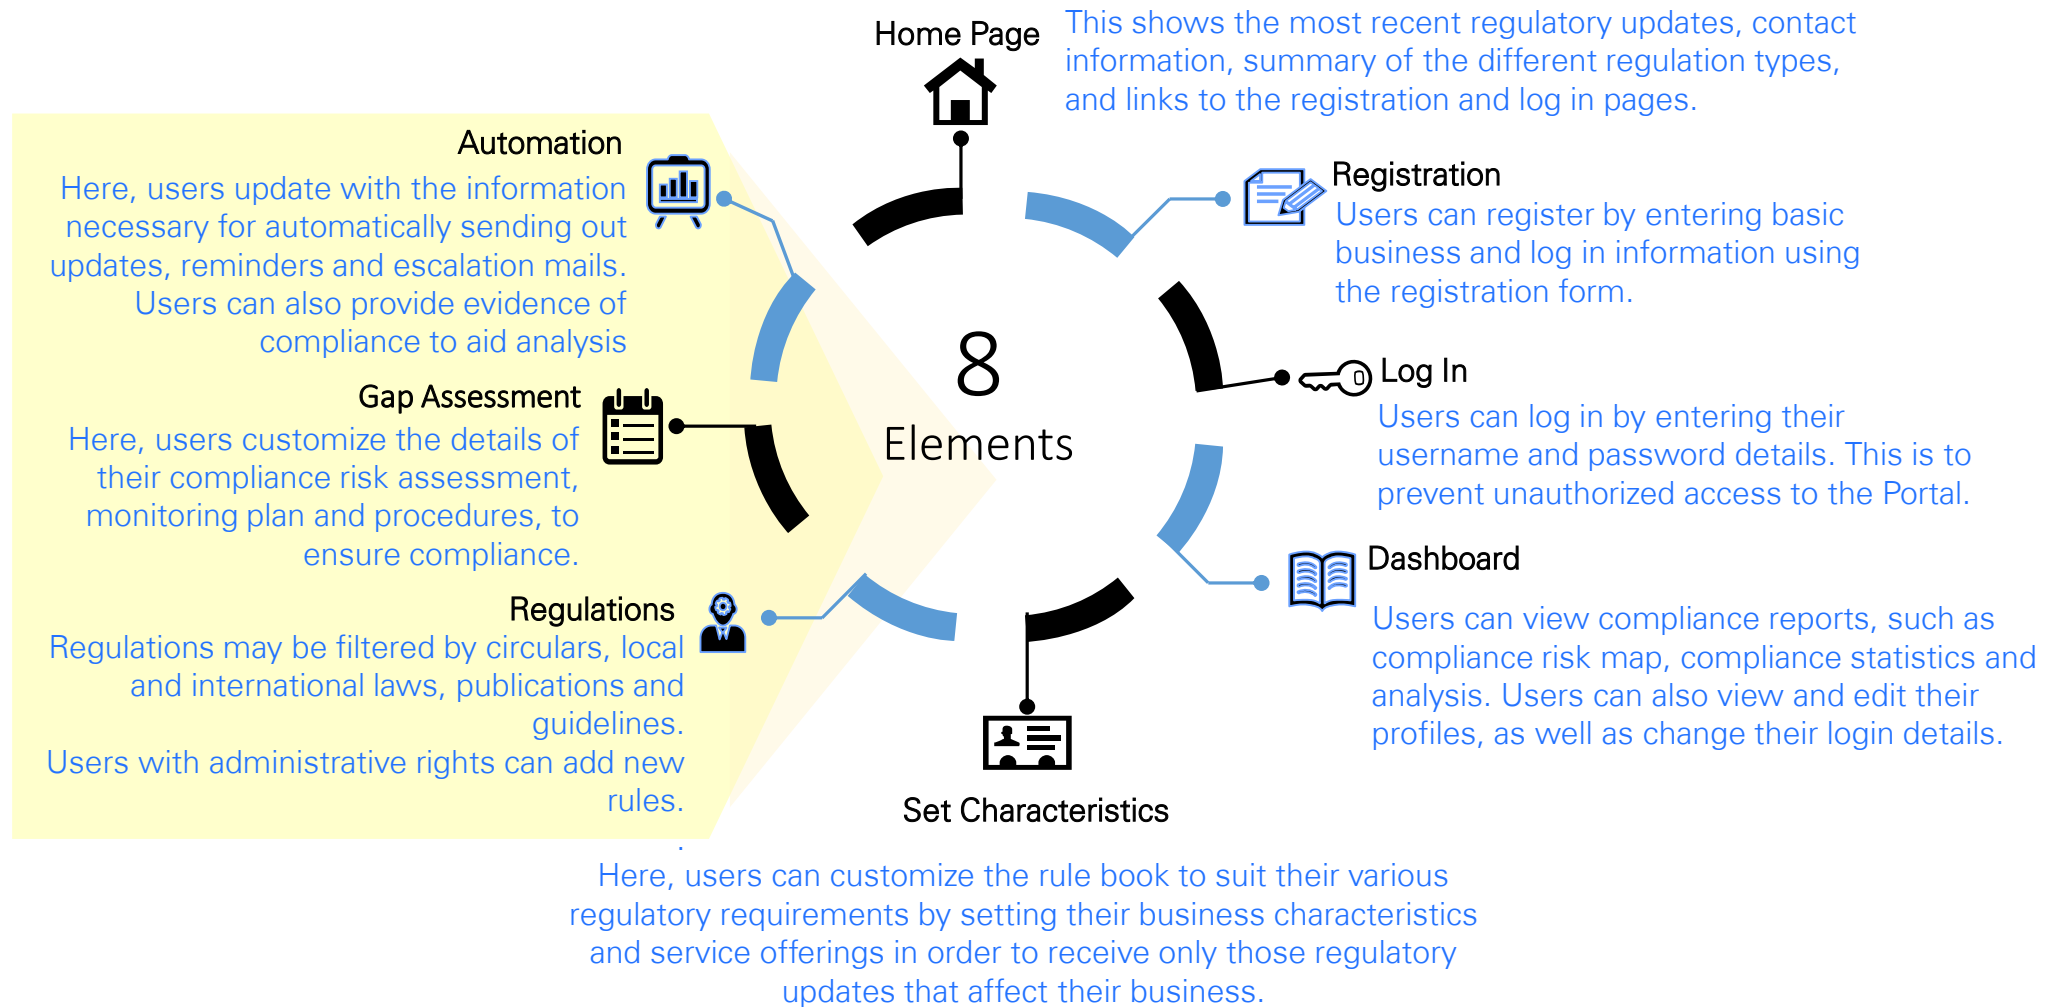 Home Page
This shows the most recent regulatory updates, contact
information, summary of the different regulation types,
and links to the registration and log in pages.
Registration
Users can register by entering basic
business and log in information using
the registration form.
Log In
Users can log in by entering their
username and password details. This is to
prevent unauthorized access to the Portal.
Dashboard
Users can view compliance reports, such as
compliance risk map, compliance statistics and
analysis. Users can also view and edit their
profiles, as well as change their login details.
Set Characteristics
Here, users can customize the rule book to suit their various
regulatory requirements by setting their business characteristics
and service offerings in order to receive only those regulatory
updates that affect their business.
Regulations
Regulations may be filtered by circulars, local
and international laws, publications and
guidelines.
Users with administrative rights can add new
rules.
.
Gap Assessment
Here, users customize the details of
their compliance risk assessment,
monitoring plan and procedures, to
ensure compliance.
Automation
Here, users update with the information
necessary for automatically sending out
updates, reminders and escalation mails.
Users can also provide evidence of
compliance to aid analysis
8
Elements